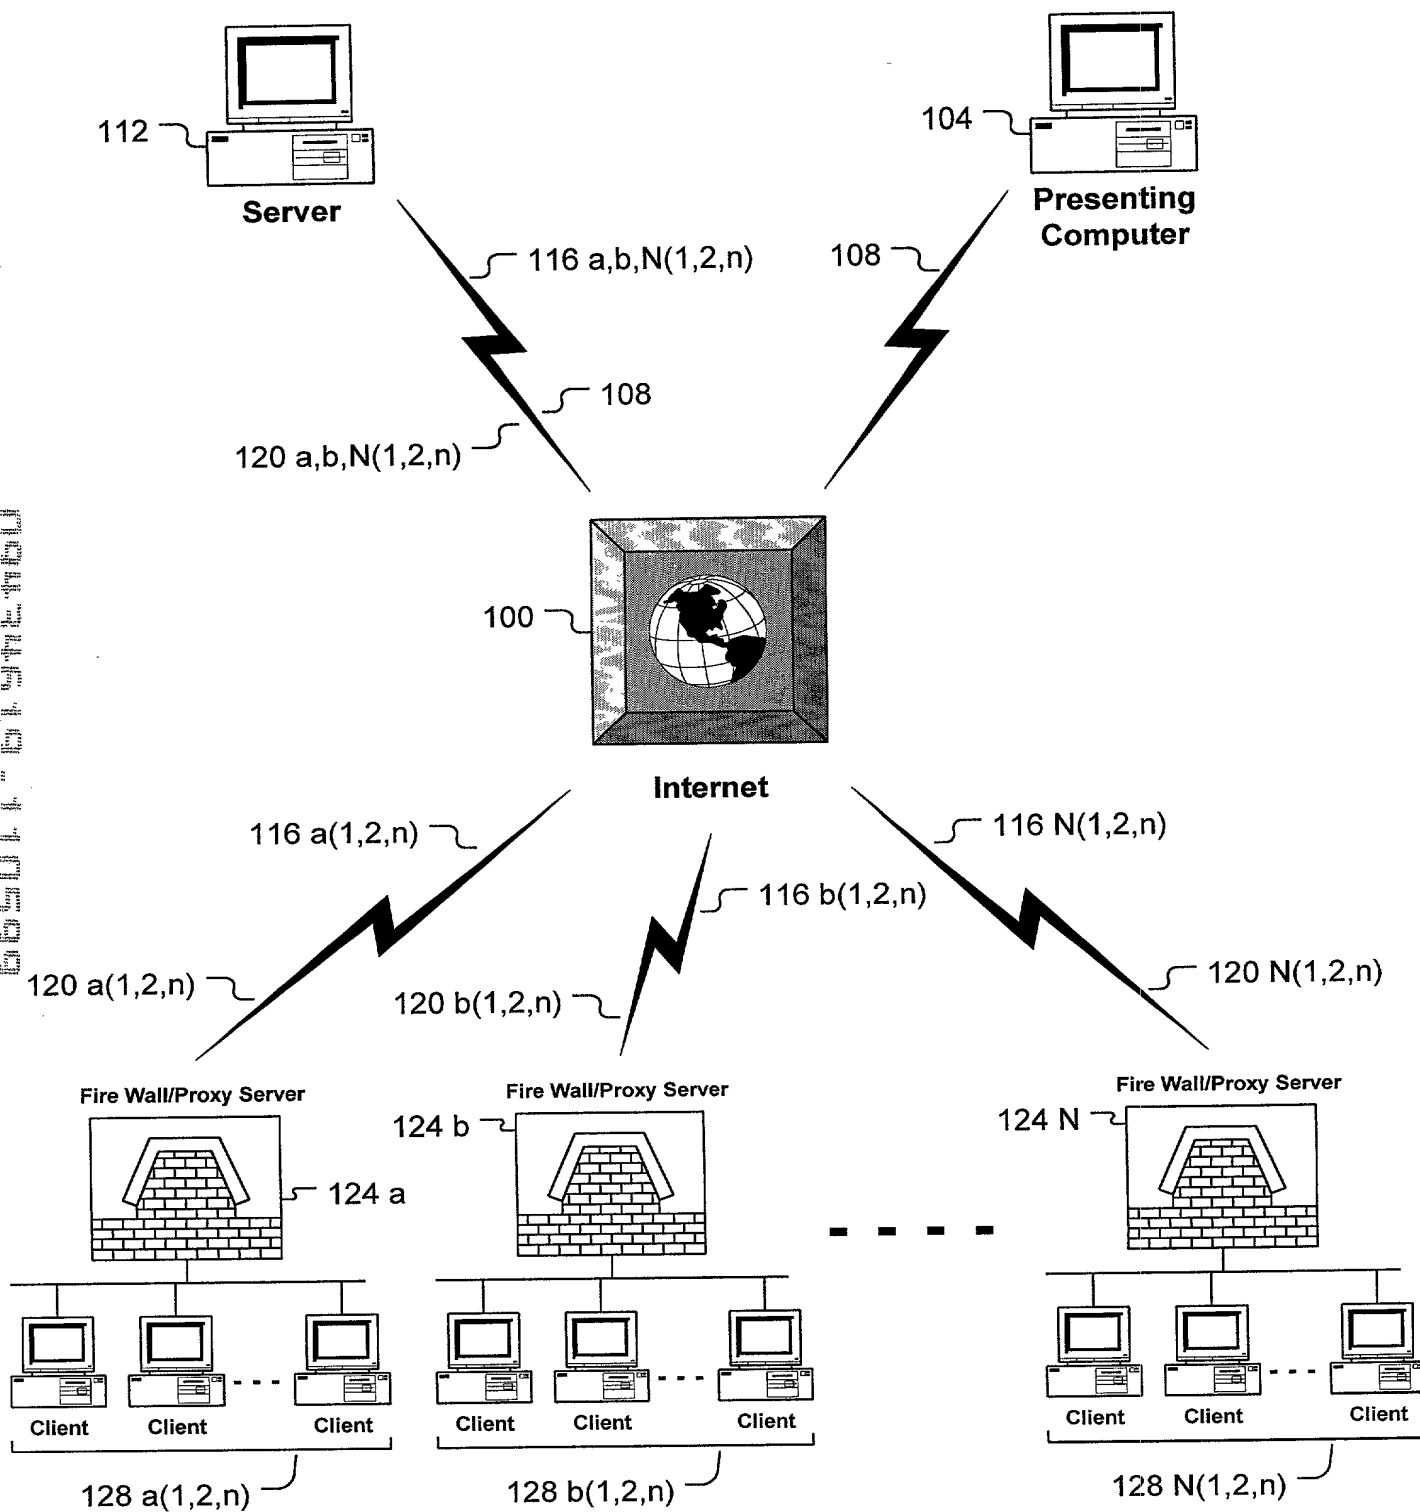 112
Server
104
Presenting
Computer
116 a,b,N(1,2,n)
108
108
120 a,b,N(1,2,n)
100
Internet
116 a(1,2,n)
116 N(1,2,n)
116 b(1,2,n)
120 a(1,2,n)
120 b(1,2,n)
120 N(1,2,n)
Fire Wall/Proxy Server
Fire Wall/Proxy Server
Fire Wall/Proxy Server
124 a
124 b
124 N
Client
Client
Client
Client
Client
Client
Client
Client
Client
128 a(1,2,n)
128 b(1,2,n)
128 N(1,2,n)